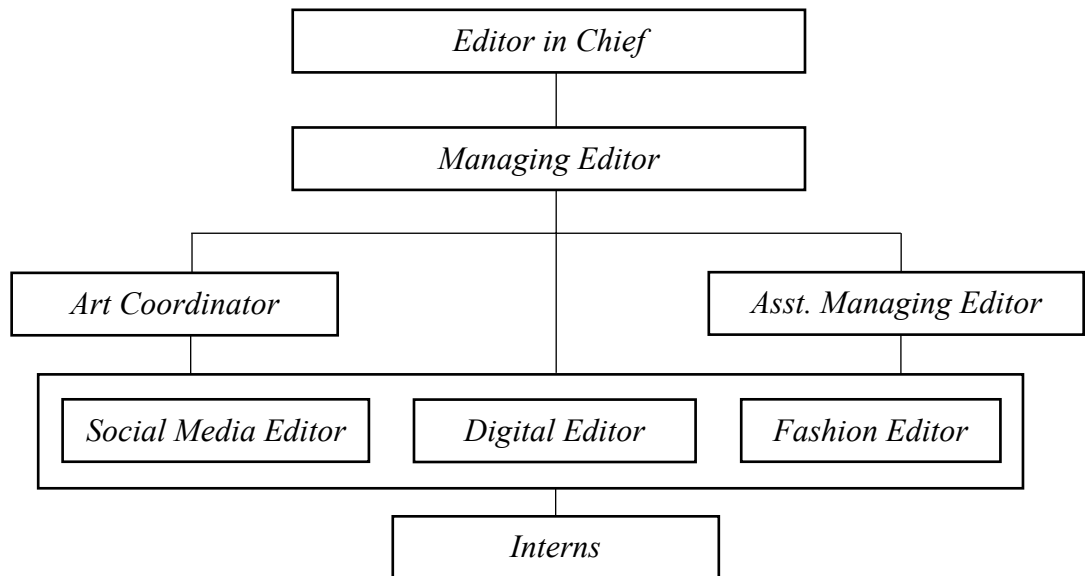 Editor in Chief
Managing Editor
Art Coordinator
Asst. Managing Editor
Social Media Editor
Digital Editor
Fashion Editor
Interns